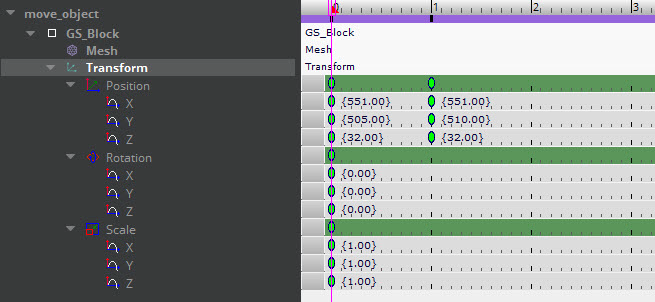 move_object
0 1 2 3
GS_Block GS_Block
Mesh Mesh
Transform Transform
Position
X {551.00} {551.00}
Y {505.00} {510.00}
Z {32.00} {32.00}
Rotation
X {0.00}
Y {0.00}
Z {0.00}
Scale
X {1.00}
Y {1.00}
Z {1.00}